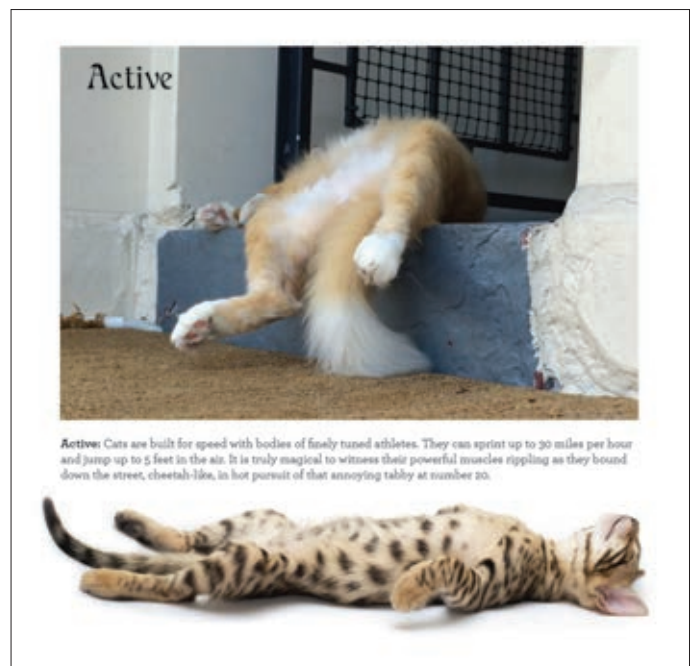 Active
Active: Cats are built for speed with bodies of finely tuned athletes. They can sprint up to 30 miles per hour
and jump up to 5 feet in the air. It is truly magical to witness their powerful muscles rippling as they bound
down the street, cheetah-like, in hot pursuit of that annoying tabby at number 20.